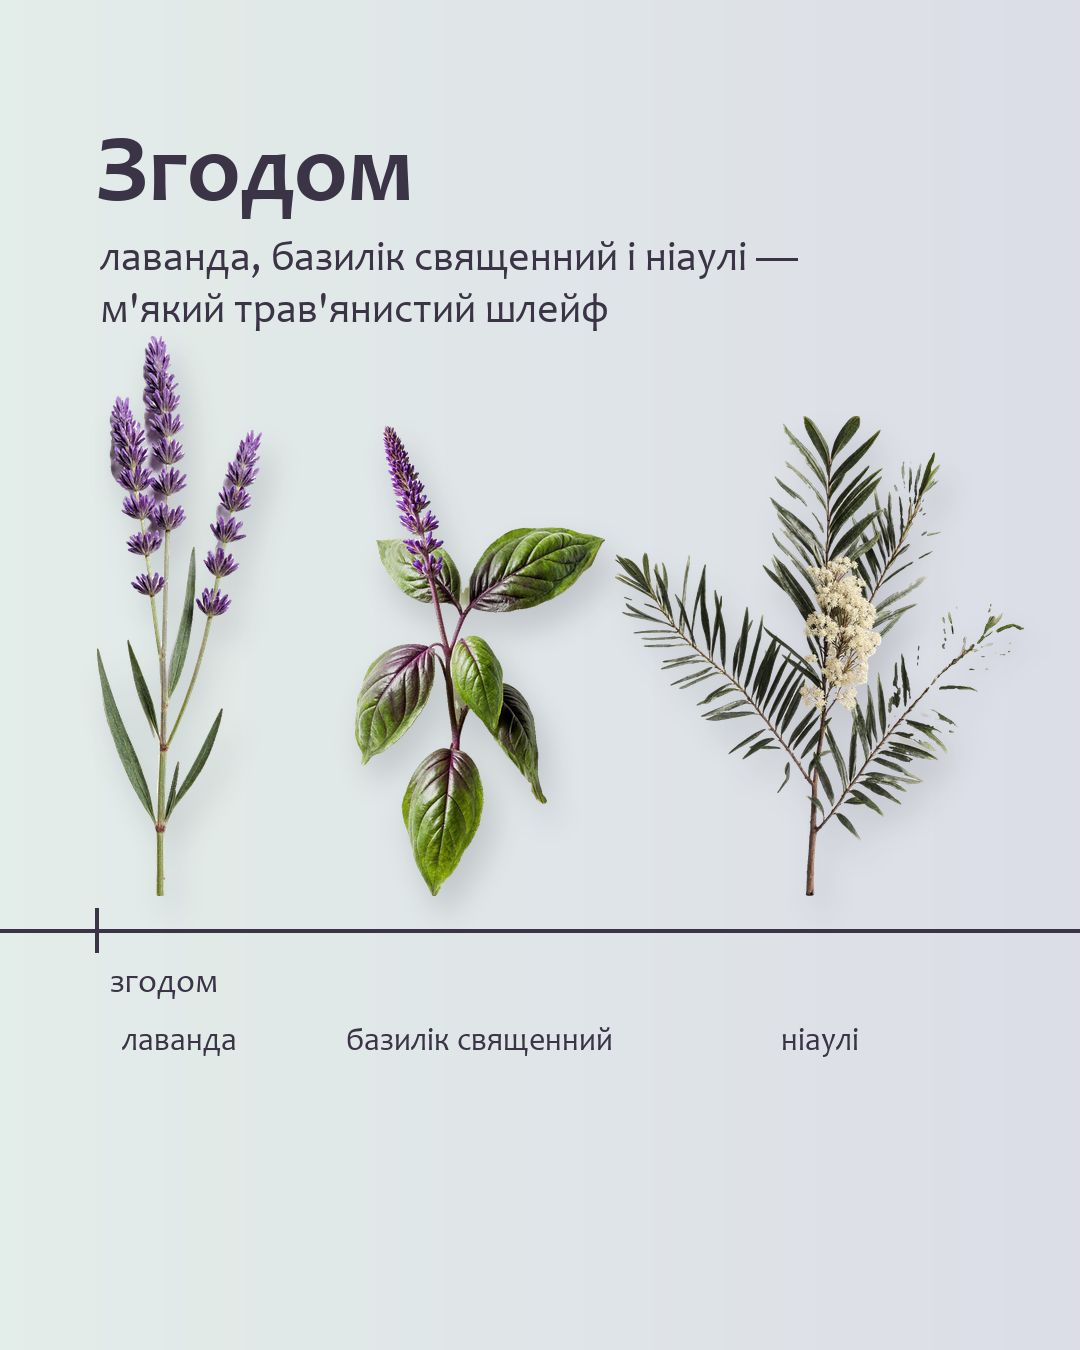 Згодом
лаванда, базилік священний і ніаулі —
м'який трав'янистий шлейф
згодом
лаванда
базилік священний
ніаулі